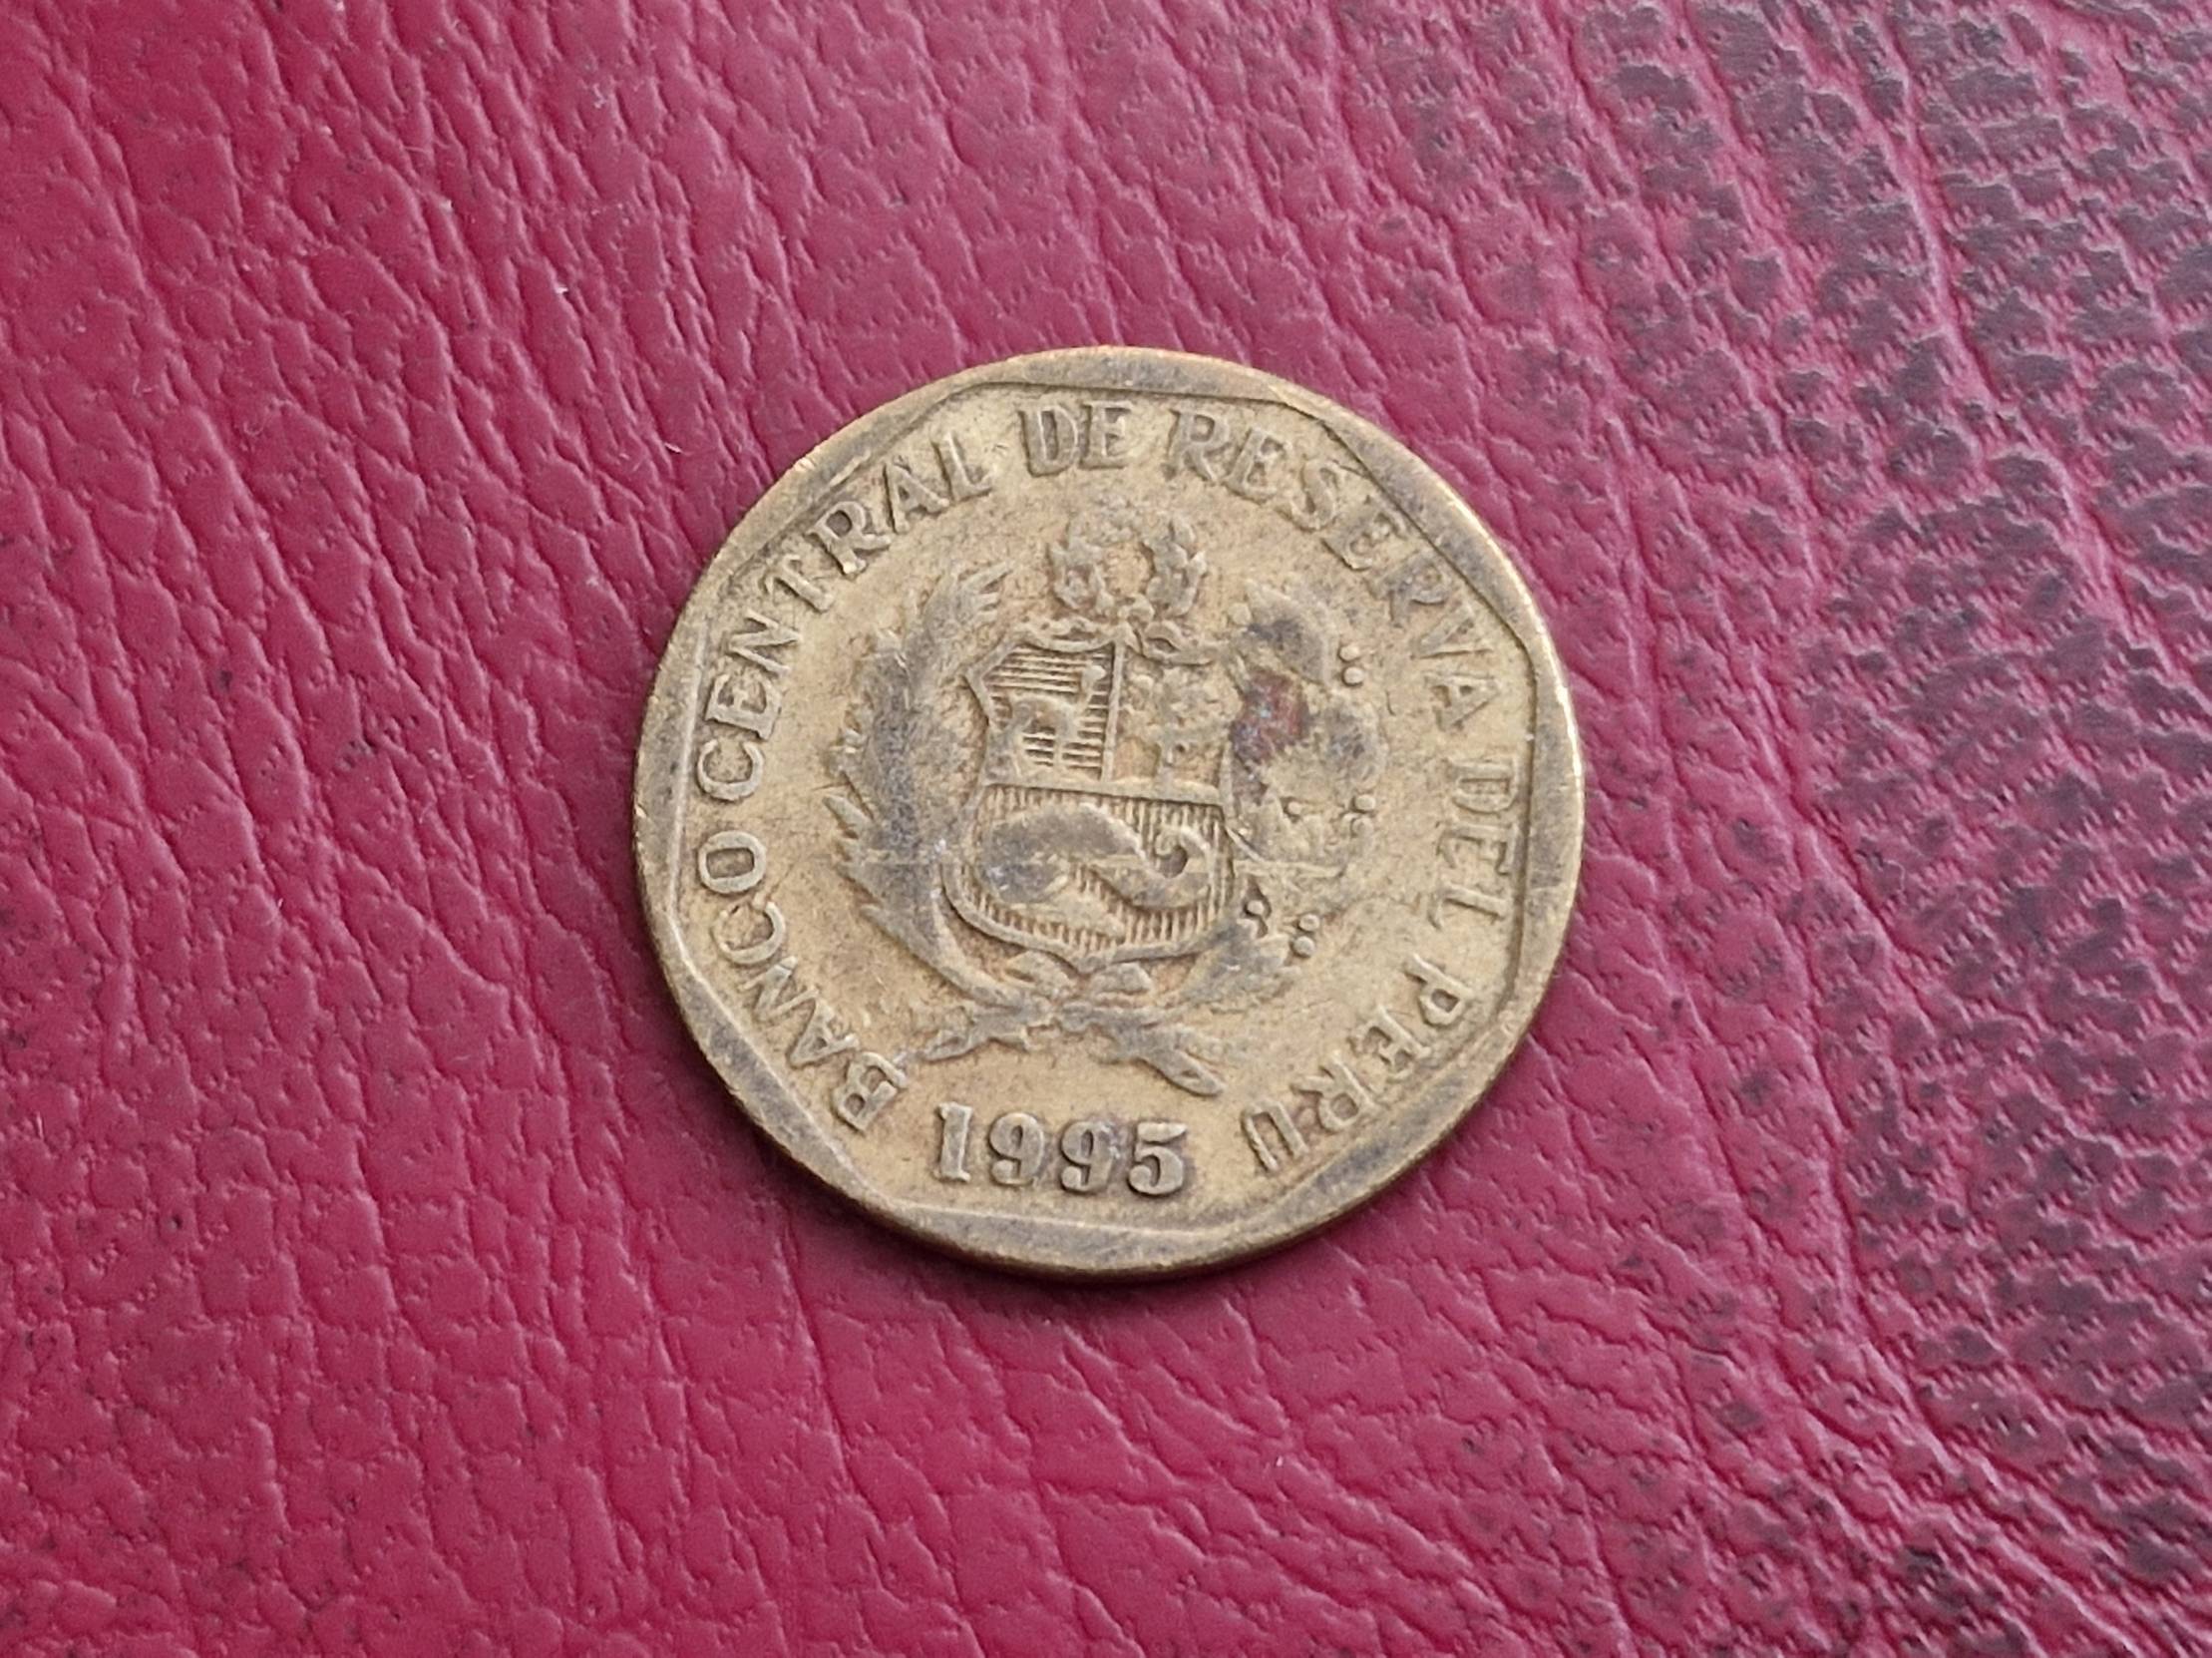 BANCO CENTRAL DE RESERVA DEL PERU
1995